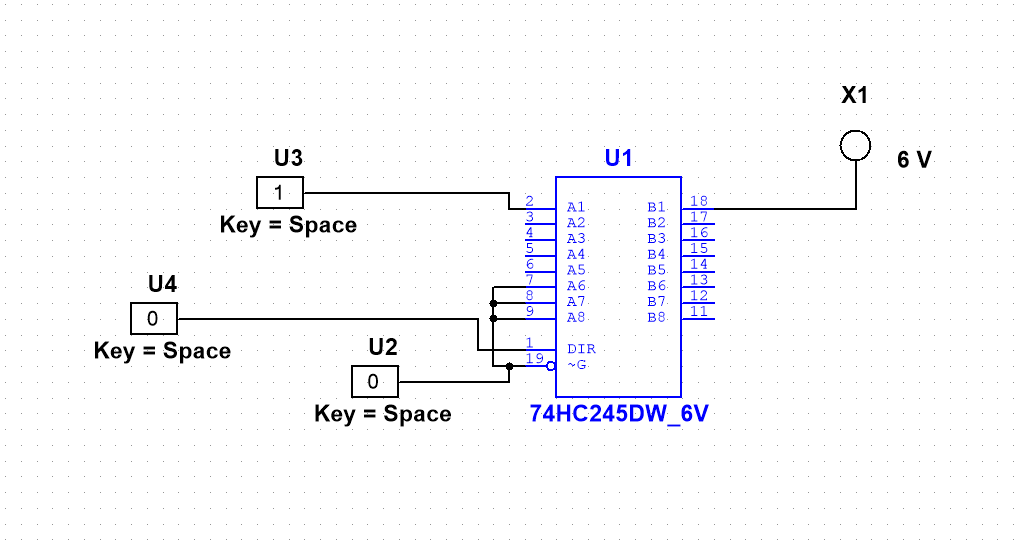 X1
6 V
U3
1
Key = Space
U1
2 A1 B1 18
3 A2 B2 17
4 A3 B3 16
5 A4 B4 15
6 A5 B5 14
7 A6 B6 13
8 A7 B7 12
9 A8 B8 11
1 DIR
19 ~G
74HC245DW_6V
U4
0
Key = Space
U2
0
Key = Space